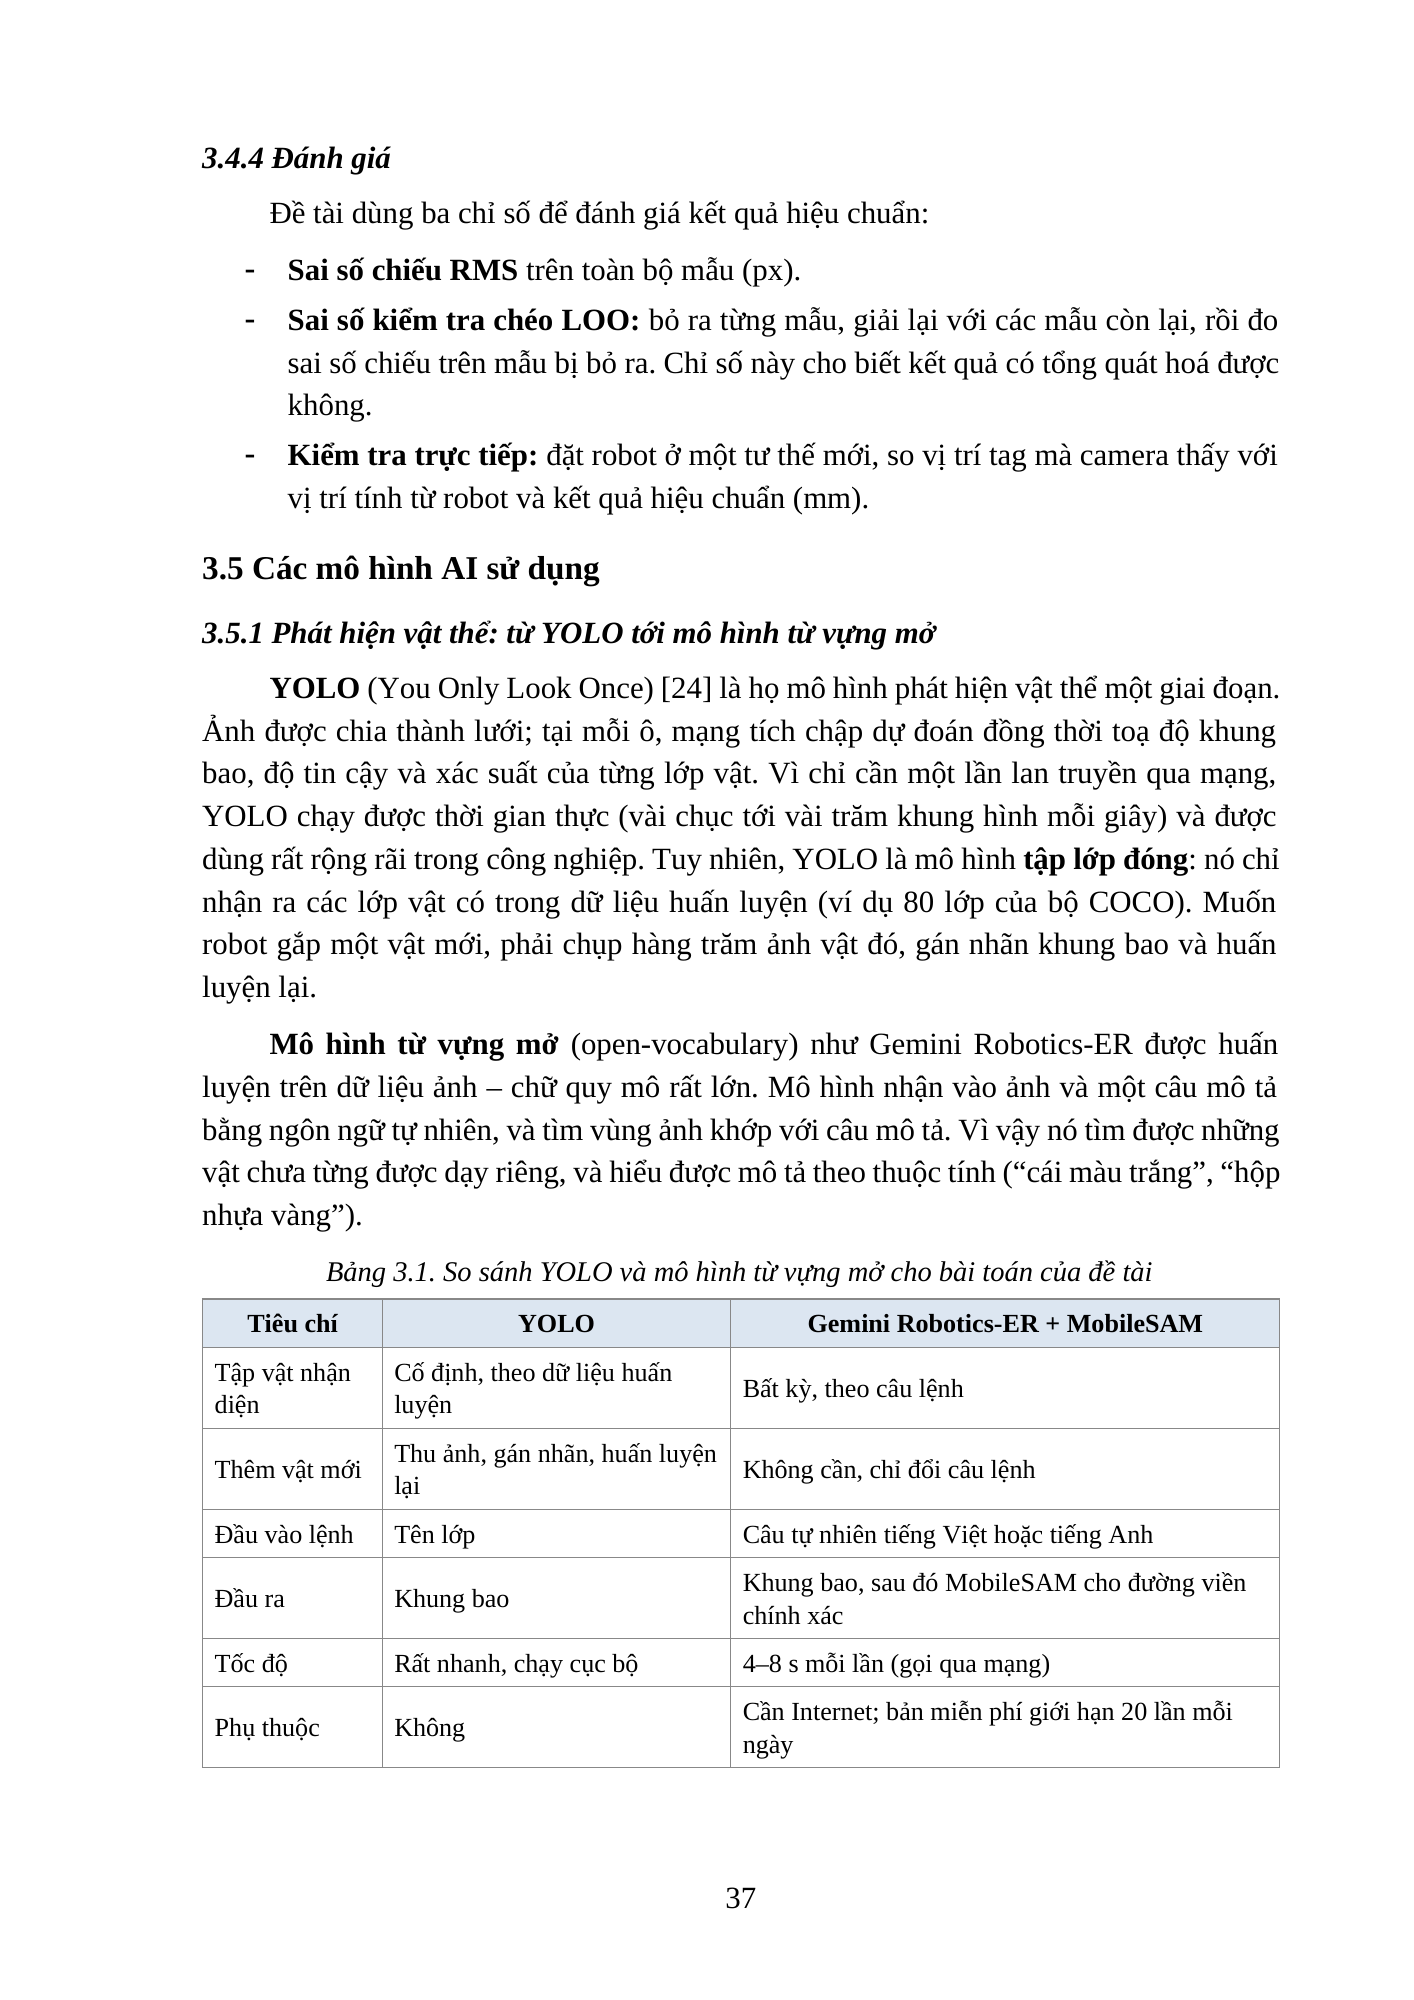 3.4.4 Đánh giá
Đề tài dùng ba chỉ số để đánh giá kết quả hiệu chuẩn:
- Sai số chiếu RMS trên toàn bộ mẫu (px).
- Sai số kiểm tra chéo LOO: bỏ ra từng mẫu, giải lại với các mẫu còn lại, rồi đo
sai số chiếu trên mẫu bị bỏ ra. Chỉ số này cho biết kết quả có tổng quát hoá được
không.
- Kiểm tra trực tiếp: đặt robot ở một tư thế mới, so vị trí tag mà camera thấy với
vị trí tính từ robot và kết quả hiệu chuẩn (mm).
3.5 Các mô hình AI sử dụng
3.5.1 Phát hiện vật thể: từ YOLO tới mô hình từ vựng mở
YOLO (You Only Look Once) [24] là họ mô hình phát hiện vật thể một giai đoạn.
Ảnh được chia thành lưới; tại mỗi ô, mạng tích chập dự đoán đồng thời toạ độ khung
bao, độ tin cậy và xác suất của từng lớp vật. Vì chỉ cần một lần lan truyền qua mạng,
YOLO chạy được thời gian thực (vài chục tới vài trăm khung hình mỗi giây) và được
dùng rất rộng rãi trong công nghiệp. Tuy nhiên, YOLO là mô hình tập lớp đóng: nó chỉ
nhận ra các lớp vật có trong dữ liệu huấn luyện (ví dụ 80 lớp của bộ COCO). Muốn
robot gắp một vật mới, phải chụp hàng trăm ảnh vật đó, gán nhãn khung bao và huấn
luyện lại.
Mô hình từ vựng mở (open-vocabulary) như Gemini Robotics-ER được huấn
luyện trên dữ liệu ảnh – chữ quy mô rất lớn. Mô hình nhận vào ảnh và một câu mô tả
bằng ngôn ngữ tự nhiên, và tìm vùng ảnh khớp với câu mô tả. Vì vậy nó tìm được những
vật chưa từng được dạy riêng, và hiểu được mô tả theo thuộc tính (“cái màu trắng”, “hộp
nhựa vàng”).
Bảng 3.1. So sánh YOLO và mô hình từ vựng mở cho bài toán của đề tài
Tiêu chí YOLO Gemini Robotics-ER + MobileSAM
Tập vật nhận
diện
Cố định, theo dữ liệu huấn
luyện
Bất kỳ, theo câu lệnh
Thêm vật mới
Thu ảnh, gán nhãn, huấn luyện
lại
Không cần, chỉ đổi câu lệnh
Đầu vào lệnh Tên lớp Câu tự nhiên tiếng Việt hoặc tiếng Anh
Đầu ra Khung bao
Khung bao, sau đó MobileSAM cho đường viền
chính xác
Tốc độ Rất nhanh, chạy cục bộ 4–8 s mỗi lần (gọi qua mạng)
Phụ thuộc Không
Cần Internet; bản miễn phí giới hạn 20 lần mỗi
ngày
37